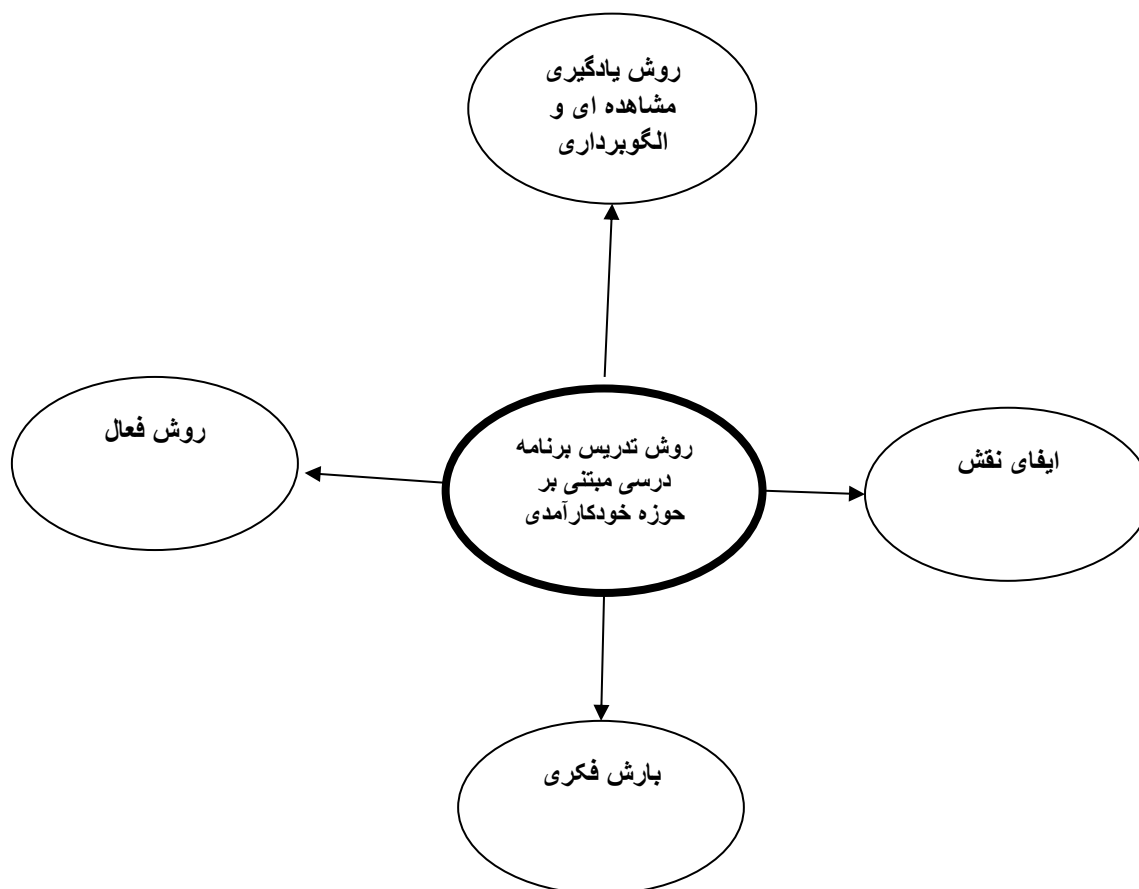 روش یادگیری
مشاهده ای و
الگوبرداری
روش فعال
روش تدریس برنامه
درسی مبتنی بر
حوزه خودکارآمدی
ایفای نقش
بارش فکری